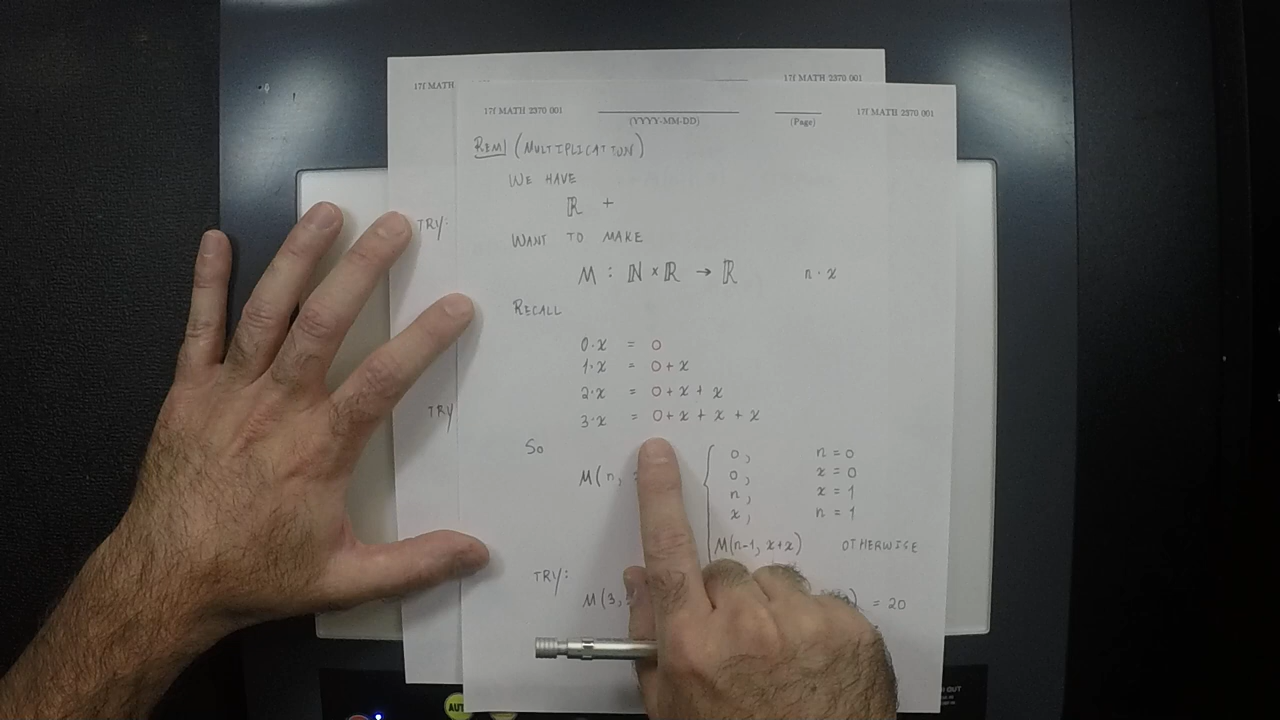 17f MATH
17f MATH 2370 001
17f MATH 2370 001
(YYYY-MM-DD)
(Page)
17f MATH 2370 001
REM (MULTIPLICATION)
WE HAVE
ℝ +
TRY:
WANT TO MAKE
M : ℕ × ℝ → ℝ n · x
RECALL
0·x = 0
1·x = 0 + x
2·x = 0 + x + x
TRY
3·x = 0 + x + x + x
SO
M(n,
0, n = 0
0, x = 0
n, x = 1
x, n = 1
M(n-1, x+x) OTHERWISE
TRY:
M(3, ) = 20
AUT
OUT